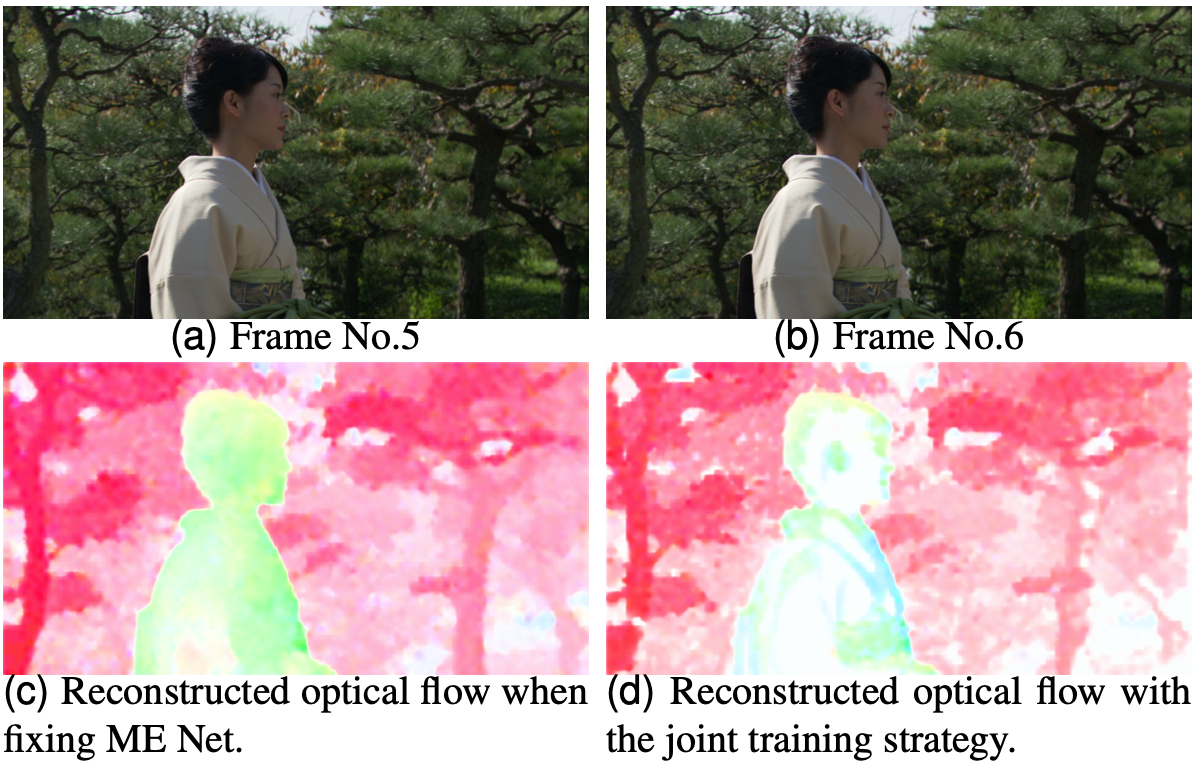 (a) Frame No.5
(b) Frame No.6
(c) Reconstructed optical flow when
fixing ME Net.
(d) Reconstructed optical flow with
the joint training strategy.